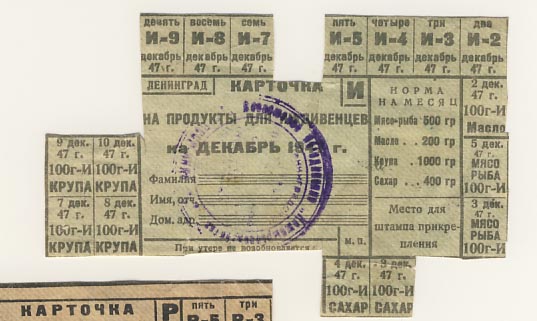 девять восемь семь
И-9 И-8 И-7
декабрь декабрь декабрь
47 г. 47 г. 47 г.
пять четыре три два
И-5 И-4 И-3 И-2
декабрь декабрь декабрь декабрь
47 г. 47 г. 47 г. 47 г.
ЛЕНИНГРАД КАРТОЧКА И
НА ПРОДУКТЫ ДЛЯ ИЖДИВЕНЦЕВ
на ДЕКАБРЬ г.
Фамилия
Имя, отч.
Дом. адр.
При утере не возобновляется
М. П.
НОРМА
НА МЕСЯЦ
Мясо-рыба 500 гр
Масло ... 200 гр
Крупа .. 1000 гр
Сахар ... 400 гр
Место для
штампа прикре-
пления
2 дек.
47 г.
100г-И
Масло
5 дек.
47 г.
МЯСО
РЫБА
100г-И
3 дек.
47 г.
МЯСО
РЫБА
100г-И
9 дек. 10 дек.
47 г. 47 г.
100г-И 100г-И
КРУПА КРУПА
7 дек. 8 дек.
47 г. 47 г.
100г-И 100г-И
КРУПА КРУПА
4 дек. 3 дек.
47 г. 47 г.
100г-И 100г-И
САХАР САХАР
КАРТОЧКА Р пять три
Р-5 Р-3